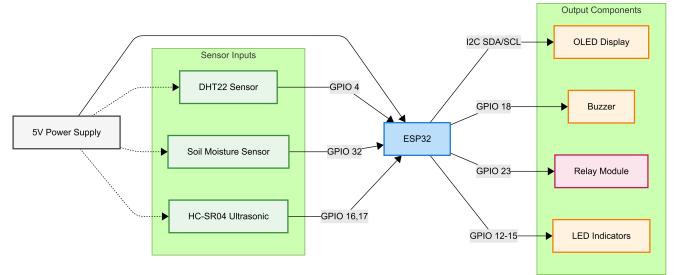 Output Components
Sensor Inputs
I2C SDA/SCL
OLED Display
DHT22 Sensor
GPIO 4
GPIO 18
Buzzer
5V Power Supply
ESP32
Soil Moisture Sensor
GPIO 32
GPIO 23
Relay Module
HC-SR04 Ultrasonic
GPIO 16,17
GPIO 12-15
LED Indicators